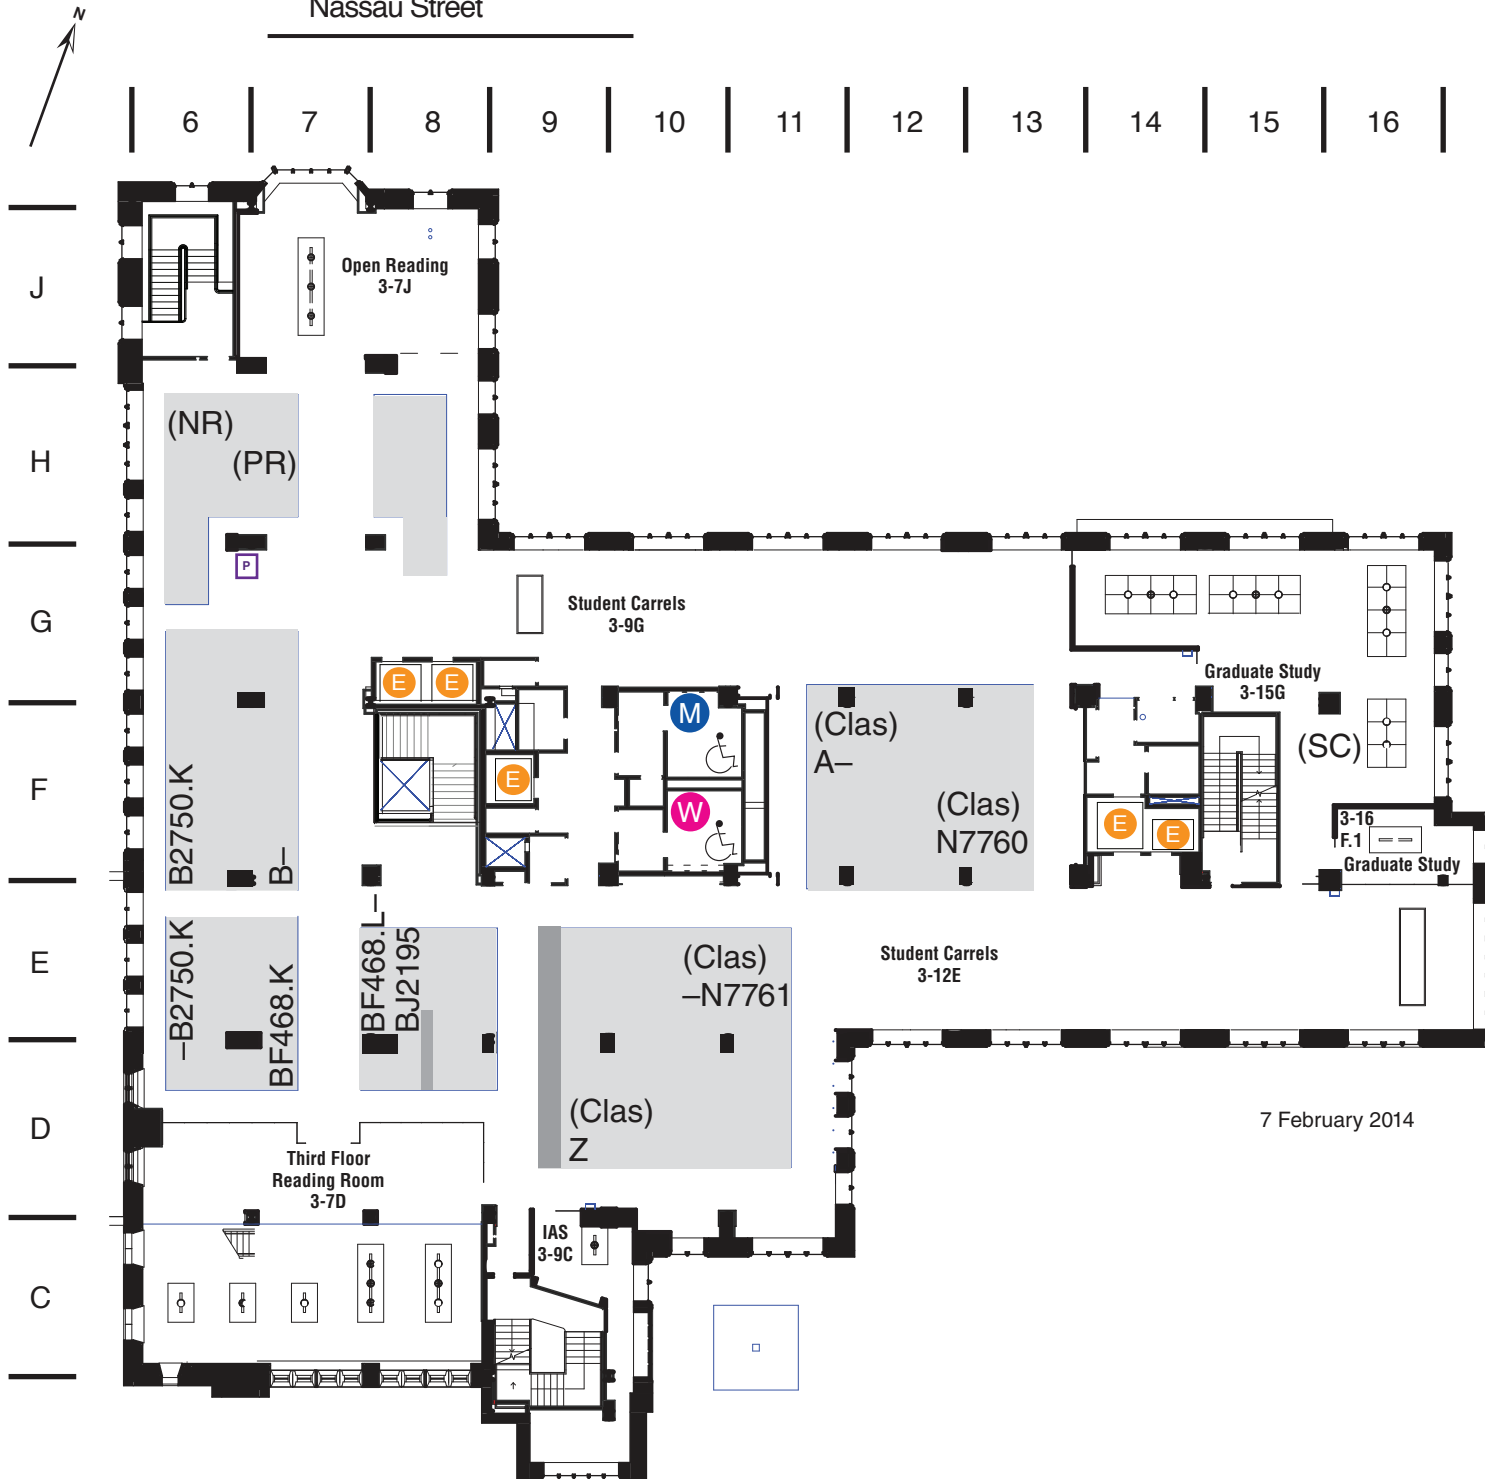 Nassau Street
N
6 7 8 9 10 11 12 13 14 15 16
J
Open Reading
3-7J
H
(NR)
(PR)
P
G
Student Carrels
3-9G
Graduate Study
3-15G
E E
M
(Clas)
A–
(SC)
F
E
W
(Clas)
N7760
E E
3-16
F.1
Graduate Study
B2750.K
B–
E
–B2750.K
BF468.K
BF468.L–
BJ2195
(Clas)
–N7761
Student Carrels
3-12E
D
(Clas)
Z
7 February 2014
Third Floor
Reading Room
3-7D
C
IAS
3-9C